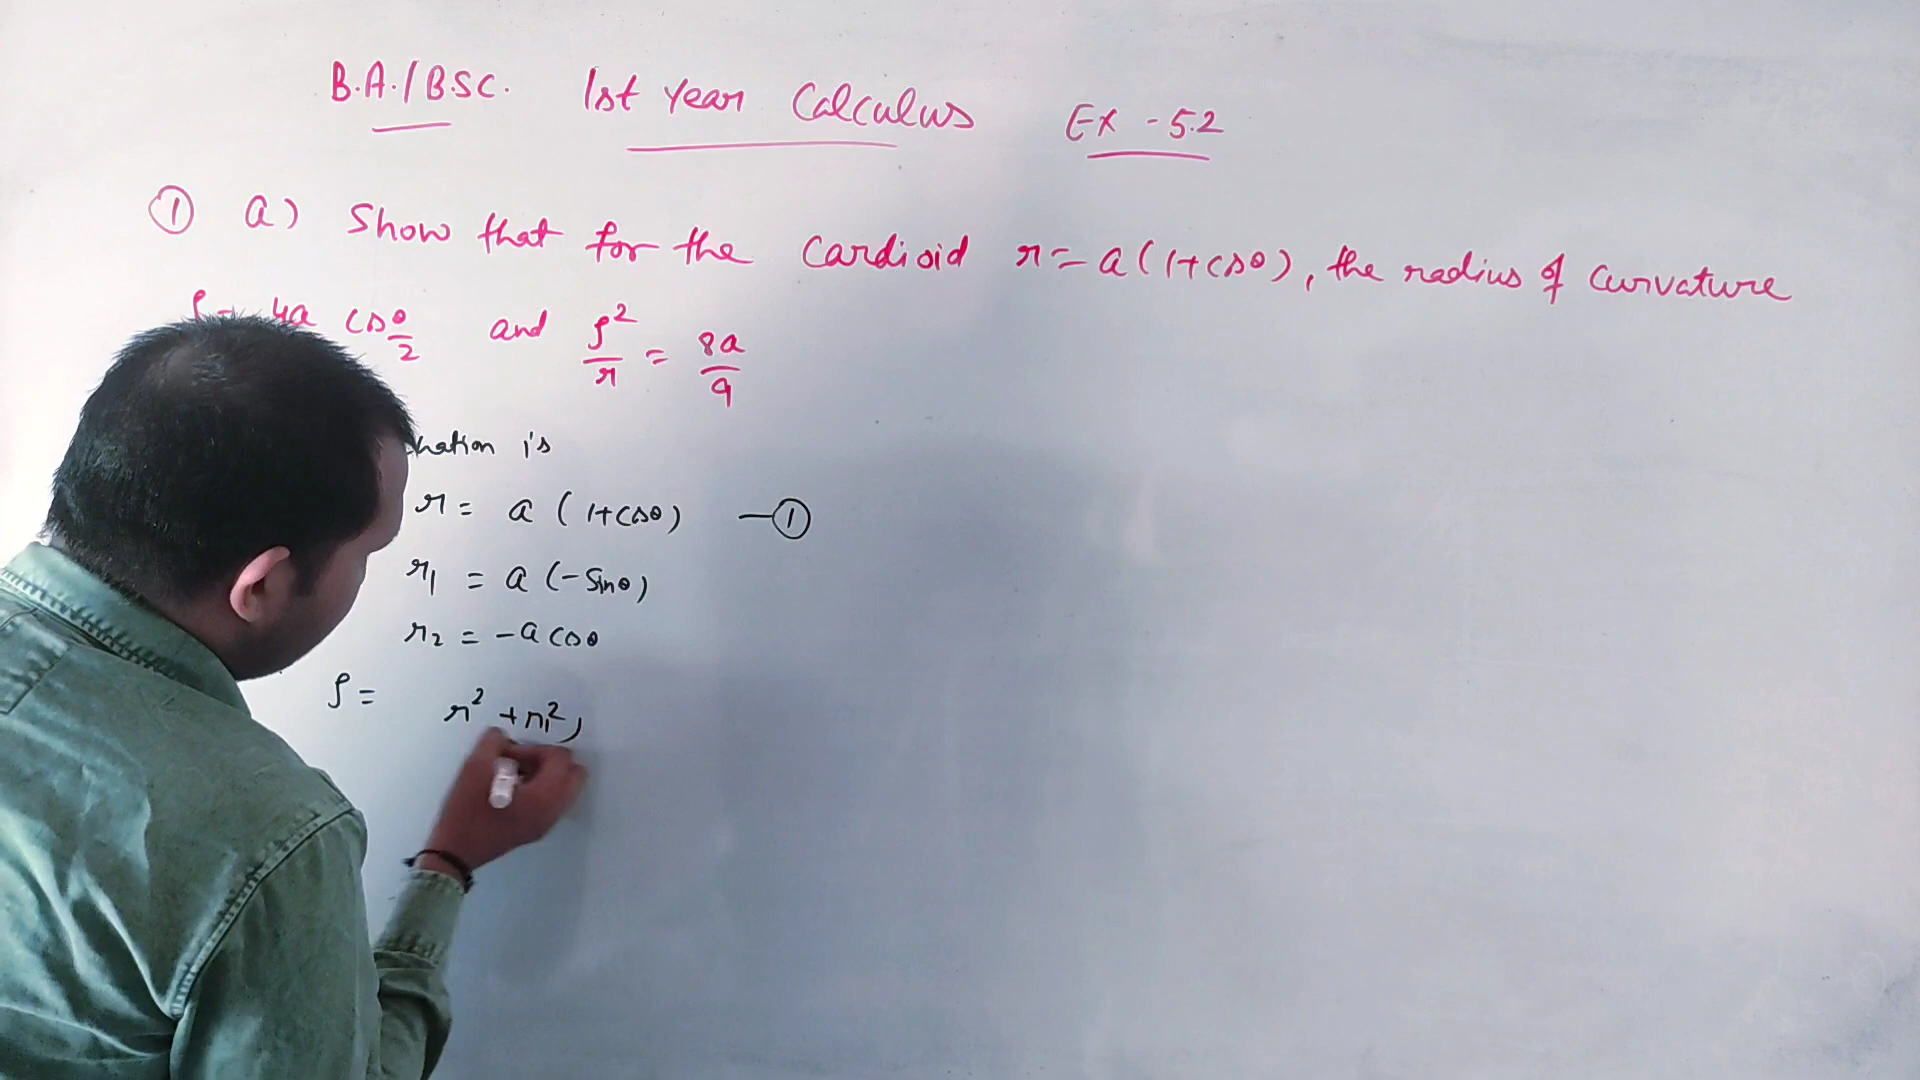 B.A./B.SC. 1st Year Calculus Ex - 5.2
① a) Show that for the Cardioid r = a(1+cosθ), the radius of Curvature
ρ = 4a cos θ/2 and ρ²/r = 8a/9
is
r = a (1+cosθ) —①
r₁ = a (-Sinθ)
r₂ = -a cosθ
ρ = r² + r₁²)